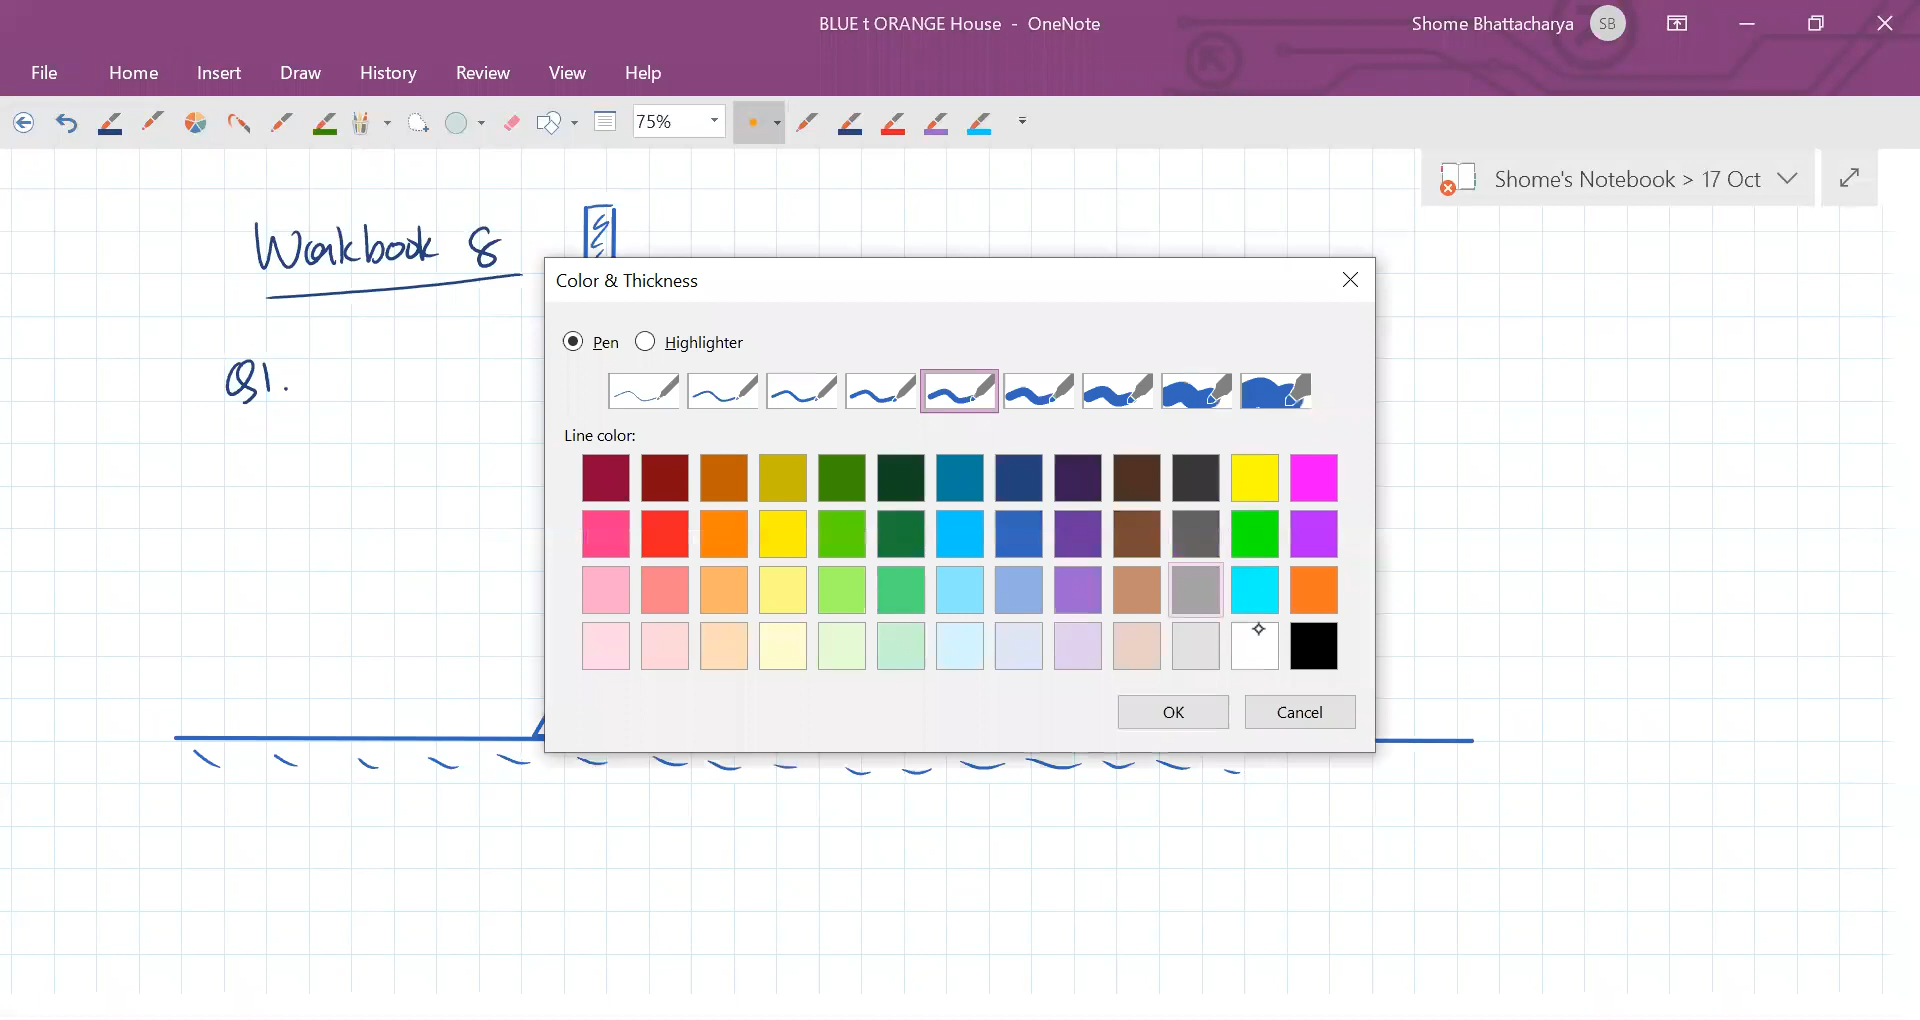 BLUE t ORANGE House - OneNote
Shome Bhattacharya SB
File Home Insert Draw History Review View Help
75%
Shome's Notebook > 17 Oct
Workbook 8
Color & Thickness
Pen Highlighter
Q1.
Line color:
OK Cancel